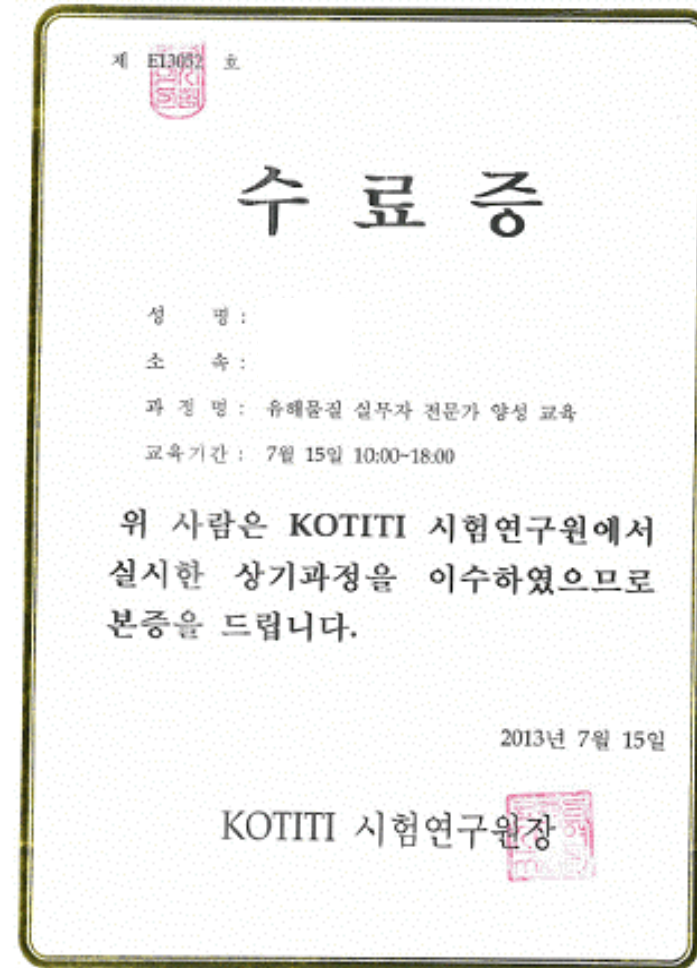 제 E13052 호
수 료 증
성 명 :
소 속 :
과 정 명 : 유해물질 실무자 전문가 양성 교육
교육기간 : 7월 15일 10:00~18:00
위 사람은 KOTITI 시험연구원에서
실시한 상기과정을 이수하였으므로
본증을 드립니다.
2013년 7월 15일
KOTITI 시험연구원장